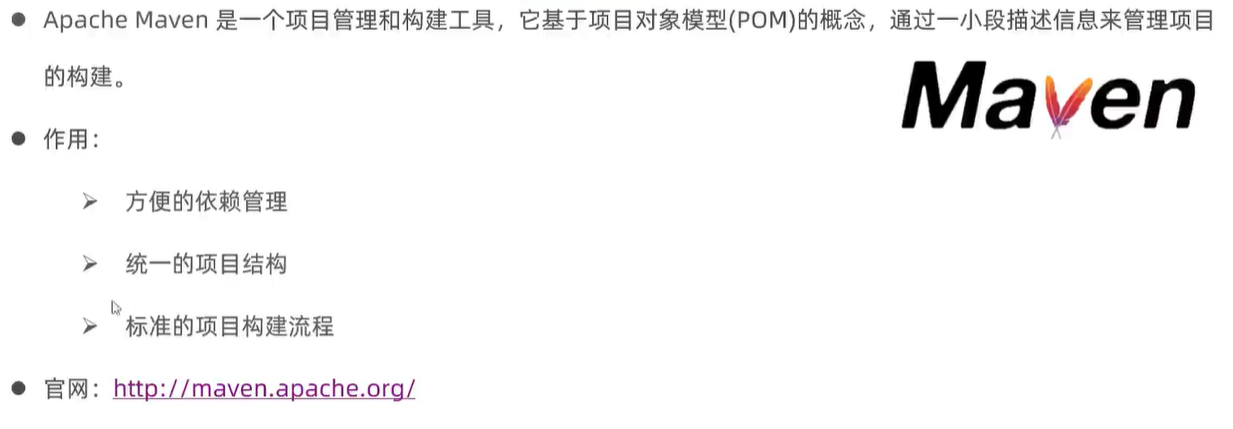 ● Apache Maven 是一个项目管理和构建工具，它基于项目对象模型(POM)的概念，通过一小段描述信息来管理项目
的构建。
Maven
● 作用：
➢ 方便的依赖管理
➢ 统一的项目结构
➢ 标准的项目构建流程
● 官网：http://maven.apache.org/